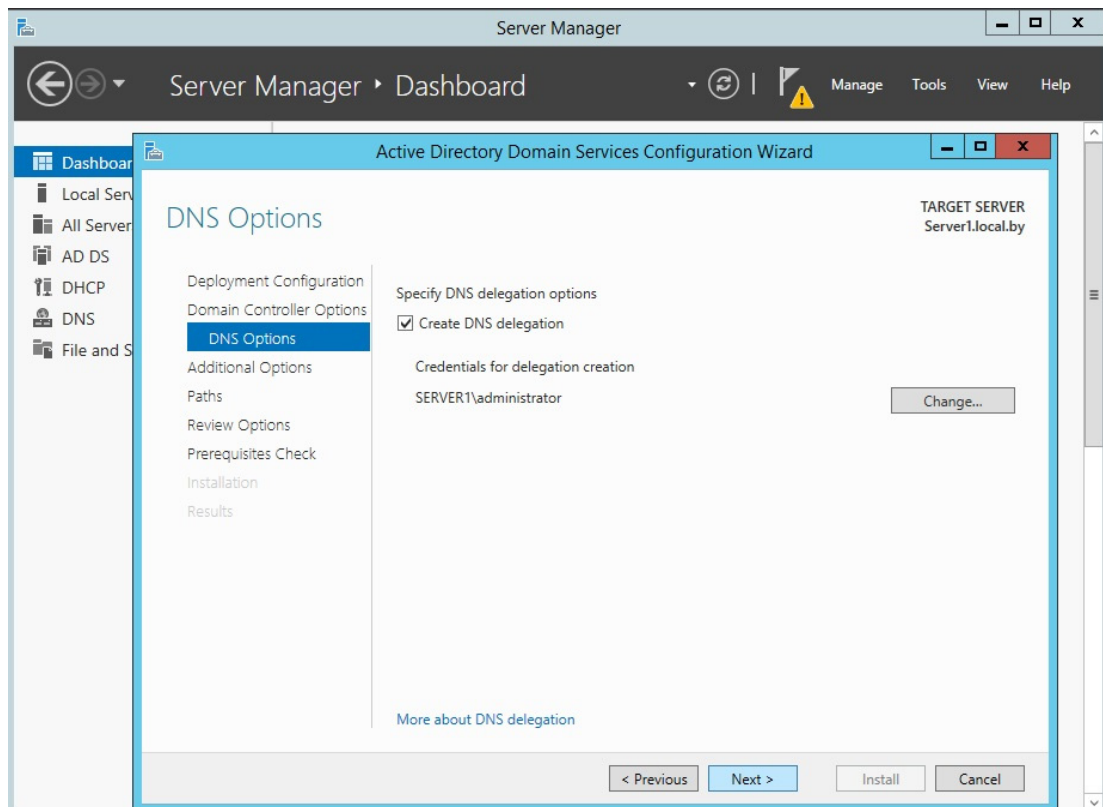 Server Manager
Server Manager • Dashboard
Manage Tools View Help
Dashboar
Local Serv
All Server
AD DS
DHCP
DNS
File and S
Active Directory Domain Services Configuration Wizard
DNS Options
TARGET SERVER
Server1.local.by
Deployment Configuration
Domain Controller Options
DNS Options
Additional Options
Paths
Review Options
Prerequisites Check
Installation
Results
Specify DNS delegation options
Create DNS delegation
Credentials for delegation creation
SERVER1\administrator
Change...
More about DNS delegation
< Previous
Next >
Install
Cancel